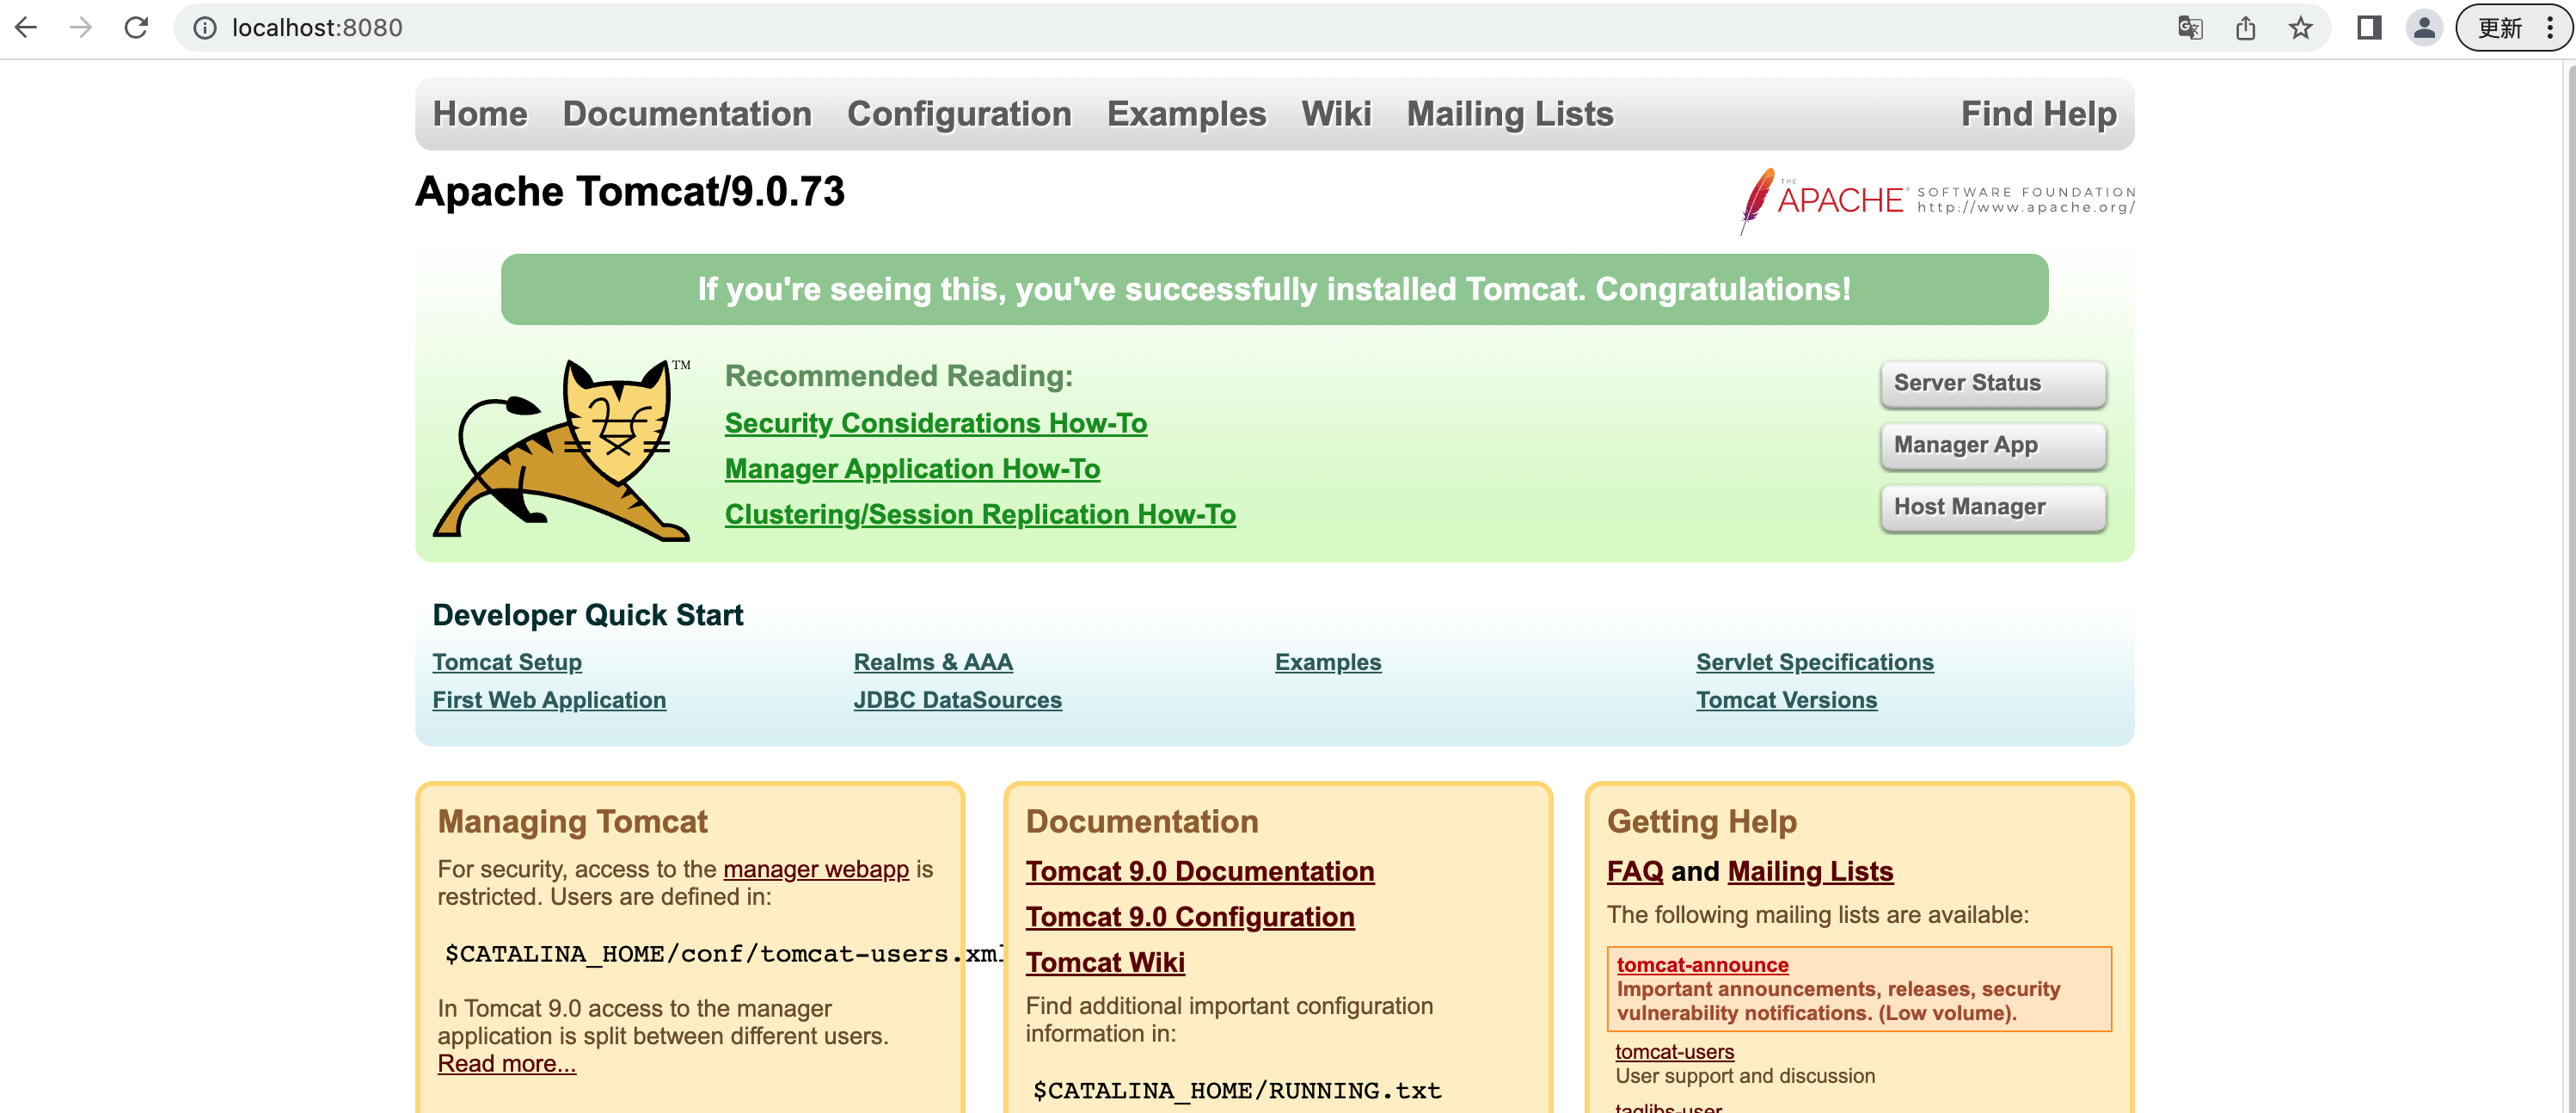 localhost:8080
更新
Home Documentation Configuration Examples Wiki Mailing Lists Find Help
Apache Tomcat/9.0.73
THE
APACHE® SOFTWARE FOUNDATION
http://www.apache.org/
If you're seeing this, you've successfully installed Tomcat. Congratulations!
TM
Recommended Reading:
Security Considerations How-To
Manager Application How-To
Clustering/Session Replication How-To
Server Status
Manager App
Host Manager
Developer Quick Start
Tomcat Setup
First Web Application
Realms & AAA
JDBC DataSources
Examples
Servlet Specifications
Tomcat Versions
Managing Tomcat
For security, access to the manager webapp is
restricted. Users are defined in:
$CATALINA_HOME/conf/tomcat-users.xml
In Tomcat 9.0 access to the manager
application is split between different users.
Read more...
Documentation
Tomcat 9.0 Documentation
Tomcat 9.0 Configuration
Tomcat Wiki
Find additional important configuration
information in:
$CATALINA_HOME/RUNNING.txt
Getting Help
FAQ and Mailing Lists
The following mailing lists are available:
tomcat-announce
Important announcements, releases, security
vulnerability notifications. (Low volume).
tomcat-users
User support and discussion
taglibs-user